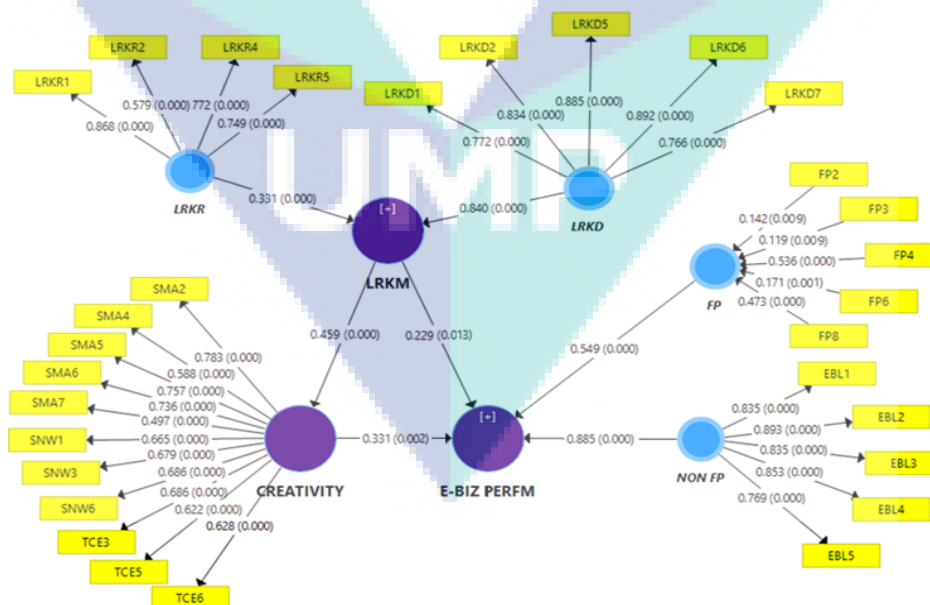 LRKD5
LRKR2
LRKR4
LRKD2
LRKD6
LRKR1
LRKR5
LRKD1
LRKD7
0.579 (0.000)
772 (0.000)
0.885 (0.000)
0.834 (0.000)
0.892 (0.000)
0.868 (0.000)
0.749 (0.000)
0.772 (0.000)
0.766 (0.000)
UMP
LRKR
0.331 (0.000)
[+]
0.840 (0.000)
LRKD
LRKM
FP2
0.142 (0.009)
FP3
0.119 (0.009)
0.536 (0.000)
FP4
0.171 (0.001)
FP6
0.473 (0.000)
FP
FP8
SMA2
SMA4
SMA5
SMA6
SMA7
SNW1
SNW3
SNW6
TCE3
TCE5
TCE6
0.783 (0.000)
0.588 (0.000)
0.757 (0.000)
0.736 (0.000)
0.497 (0.000)
0.665 (0.000)
0.679 (0.000)
0.686 (0.000)
0.686 (0.000)
0.622 (0.000)
0.628 (0.000)
0.459 (0.000)
0.229 (0.013)
0.549 (0.000)
CREATIVITY
0.331 (0.002)
[+]
E-BIZ PERFM
0.885 (0.000)
NON FP
EBL1
0.835 (0.000)
EBL2
0.893 (0.000)
0.835 (0.000)
EBL3
0.853 (0.000)
EBL4
0.769 (0.000)
EBL5